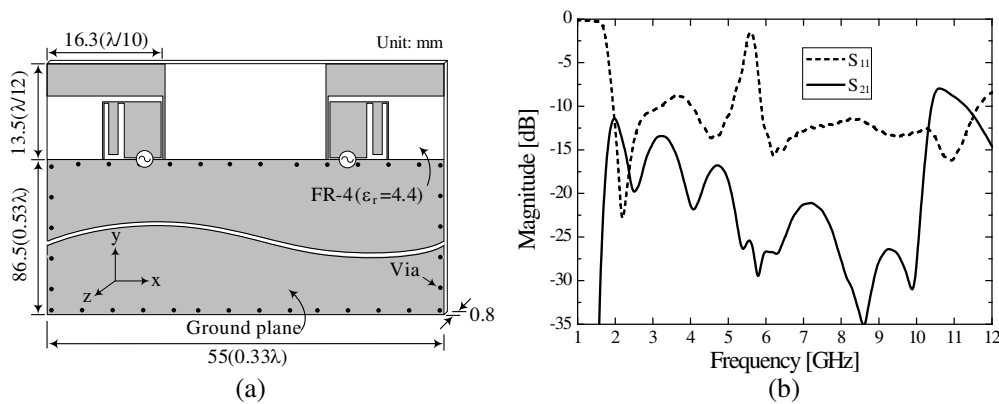 16.3(λ/10)
Unit: mm
13.5(λ/12)
FR-4(εr=4.4)
86.5(0.53λ)
y
x
z
Via
Ground plane
0.8
55(0.33λ)
(a)
0
-5
-10
-15
-20
-25
-30
-35
Magnitude [dB]
S11
S21
1 2 3 4 5 6 7 8 9 10 11 12
Frequency [GHz]
(b)